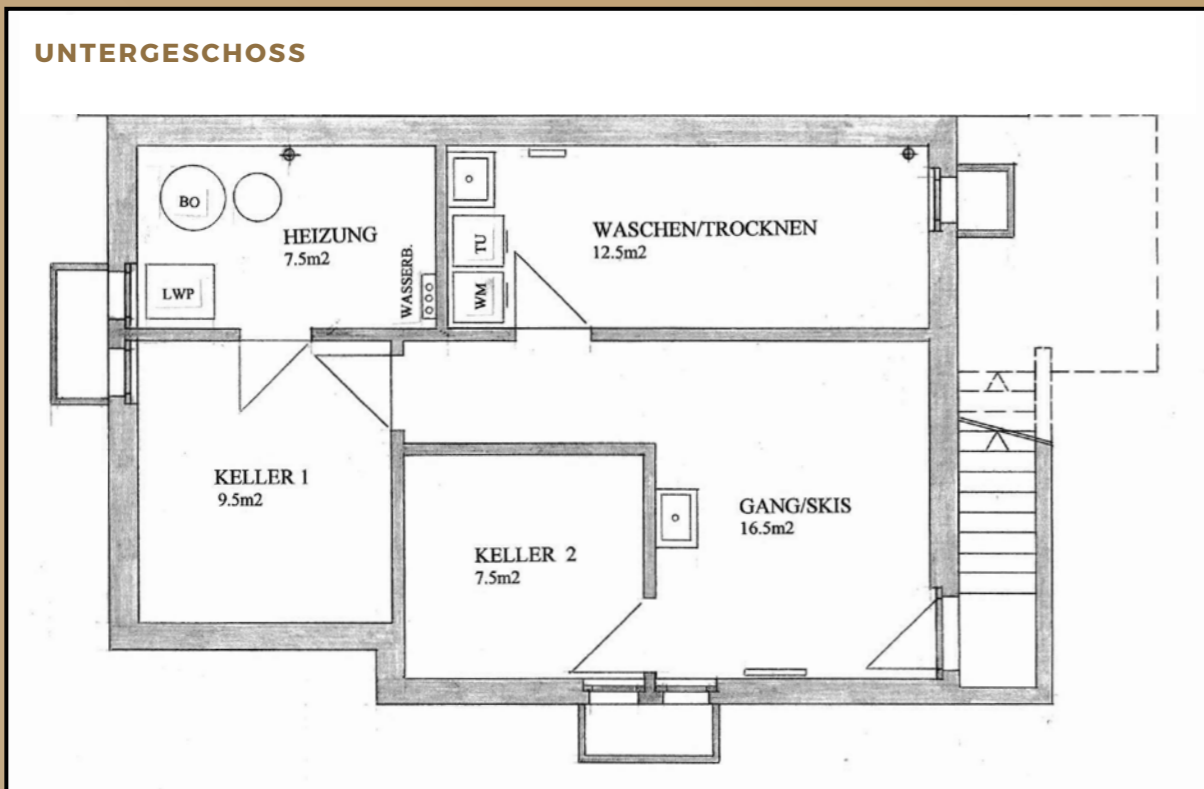 UNTERGESCHOSS
BO
HEIZUNG
7.5m2
LWP
WASSERB.
TU
WM
WASCHEN/TROCKNEN
12.5m2
KELLER 1
9.5m2
KELLER 2
7.5m2
GANG/SKIS
16.5m2